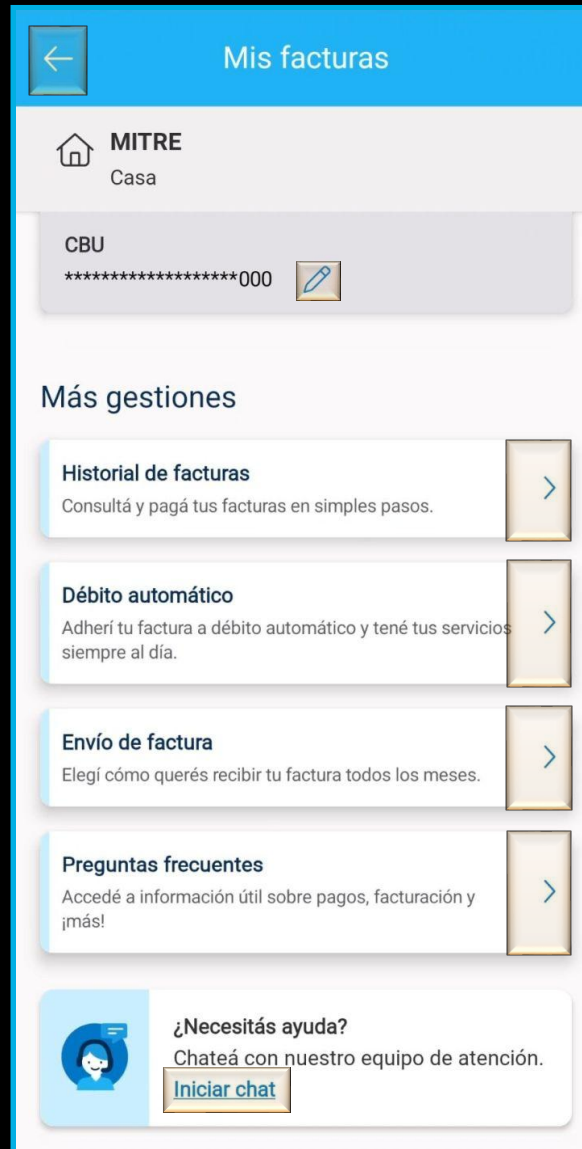 Mis facturas
MITRE
Casa
CBU
*******************000
Más gestiones
Historial de facturas
Consultá y pagá tus facturas en simples pasos.
Débito automático
Adherí tu factura a débito automático y tené tus servicios
siempre al día.
Envío de factura
Elegí cómo querés recibir tu factura todos los meses.
Preguntas frecuentes
Accedé a información útil sobre pagos, facturación y
¡más!
¿Necesitás ayuda?
Chateá con nuestro equipo de atención.
Iniciar chat